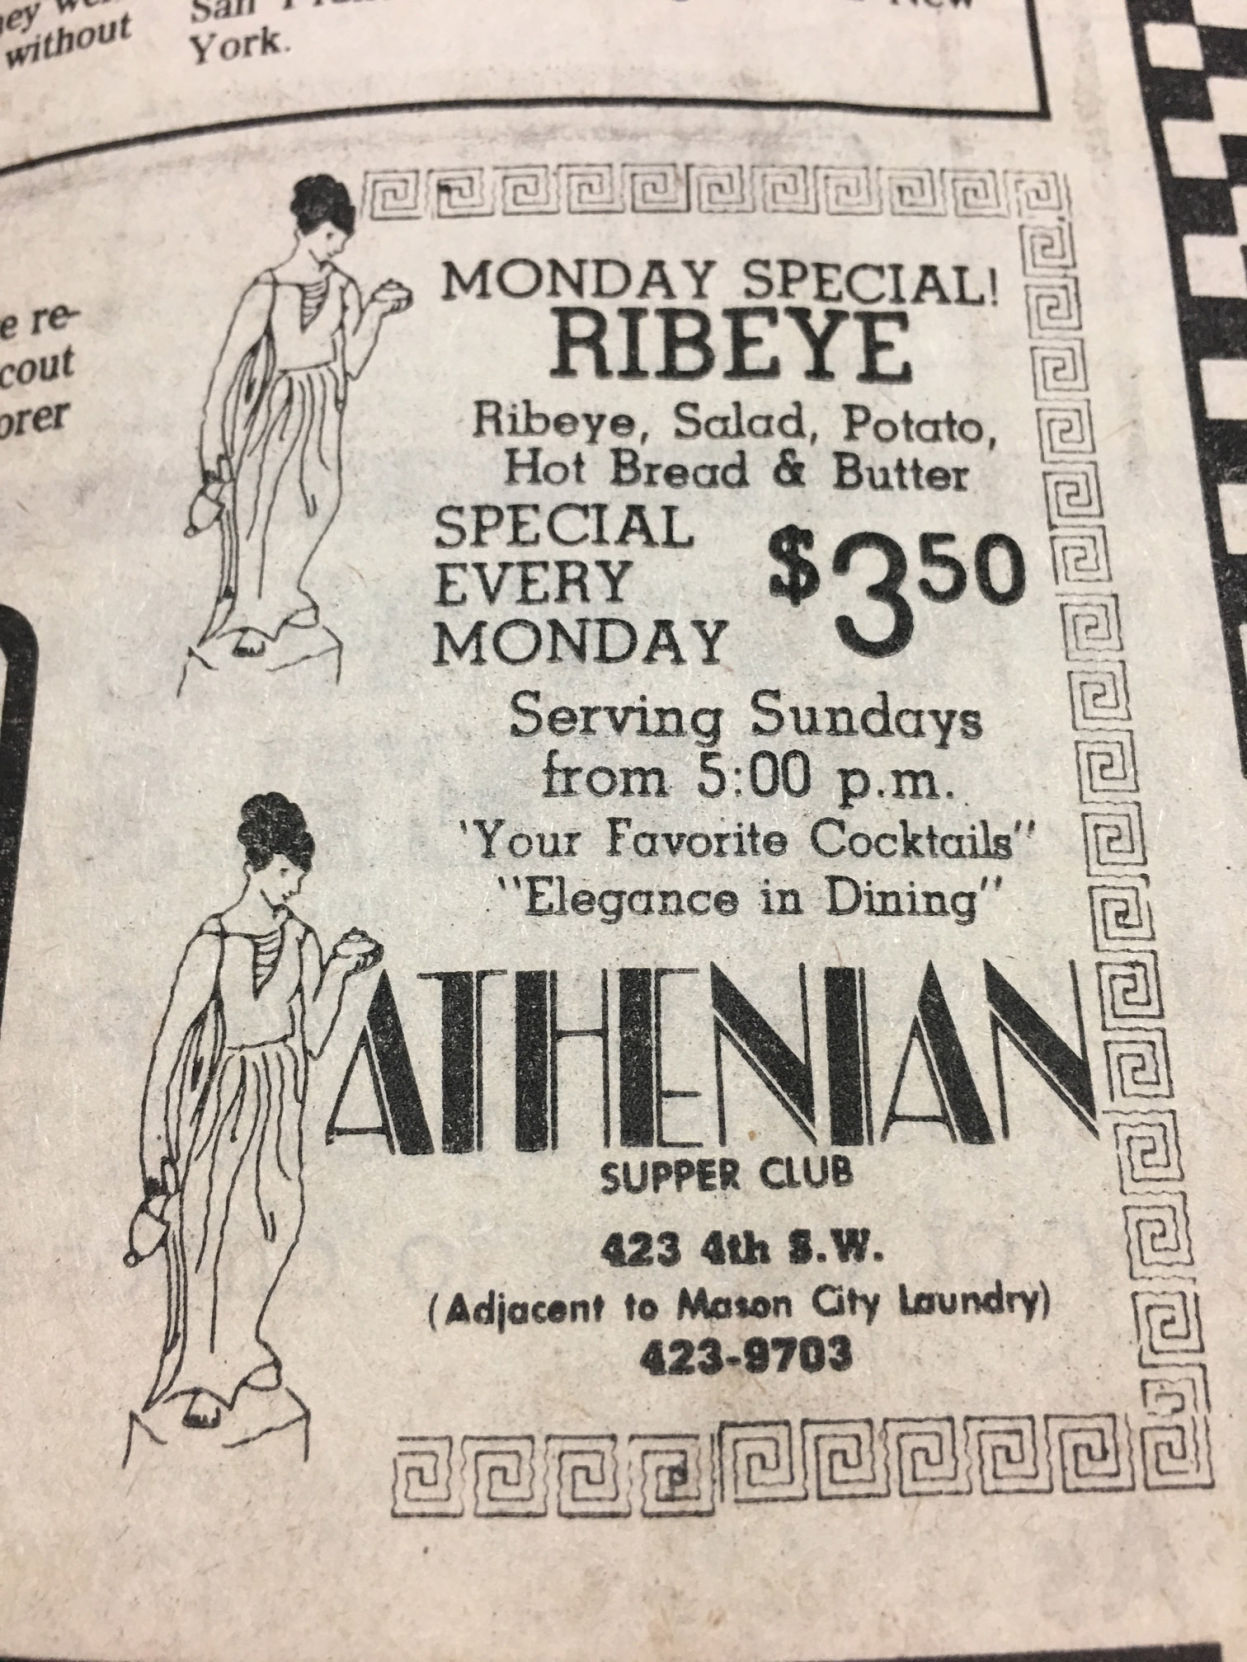 San
New
without
York.
e re-
cout
orer
MONDAY SPECIAL!
RIBEYE
Ribeye, Salad, Potato,
Hot Bread & Butter
SPECIAL
EVERY
MONDAY
$3.50
Serving Sundays
from 5:00 p.m.
'Your Favorite Cocktails"
"Elegance in Dining"
ATHENIAN
SUPPER CLUB
423 4th S.W.
(Adjacent to Mason City Laundry)
423-9703